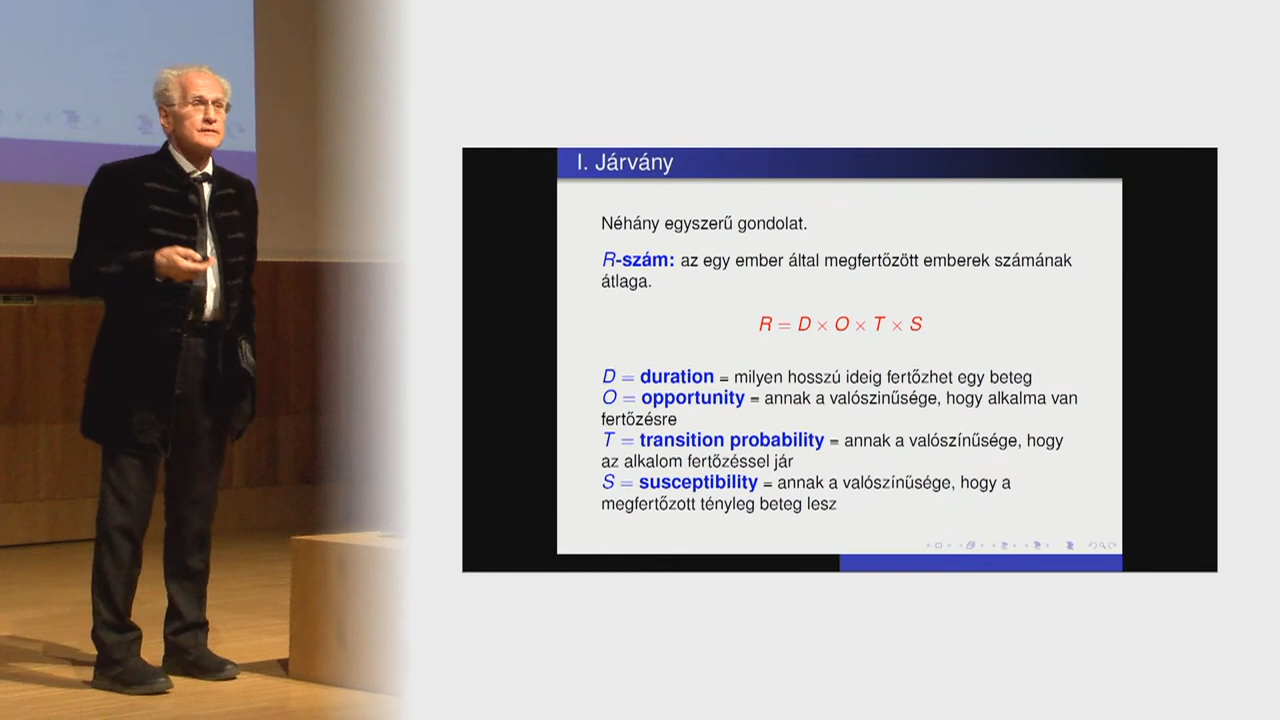 I. Járvány
Néhány egyszerű gondolat.
R-szám: az egy ember által megfertőzött emberek számának
átlaga.
R = D × O × T × S
D = duration = milyen hosszú ideig fertőzhet egy beteg
O = opportunity = annak a valószinűsége, hogy alkalma van
fertőzésre
T = transition probability = annak a valószínűsége, hogy
az alkalom fertőzéssel jár
S = susceptibility = annak a valószínűsége, hogy a
megfertőzott tényleg beteg lesz